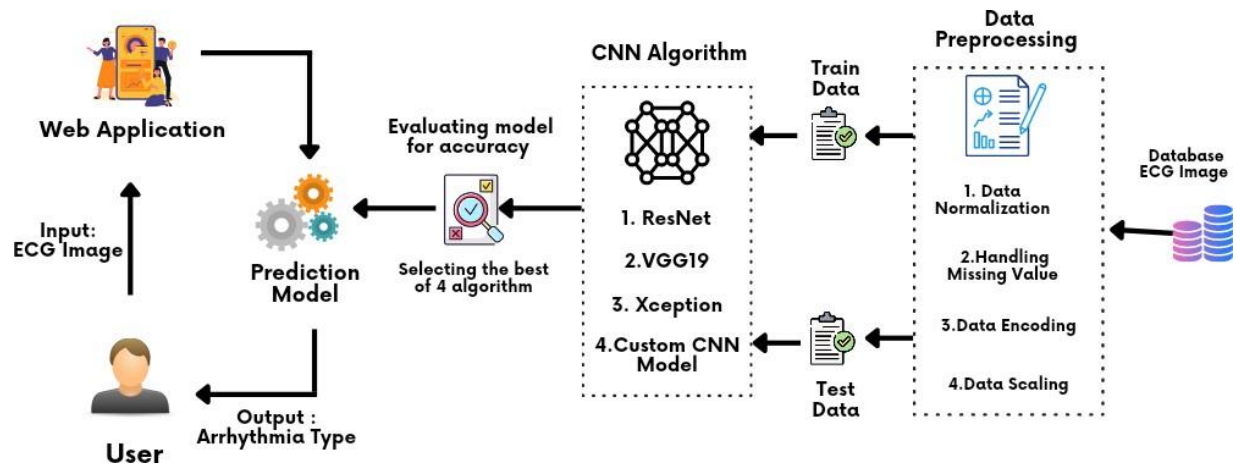 Web Application
Input:
ECG Image
User
Output :
Arrhythmia Type
Prediction
Model
Evaluating model
for accuracy
Selecting the best
of 4 algorithm
CNN Algorithm
1. ResNet
2.VGG19
3. Xception
4.Custom CNN
Model
Train
Data
Test
Data
Data
Preprocessing
1. Data
Normalization
2.Handling
Missing Value
3.Data Encoding
4.Data Scaling
Database
ECG Image